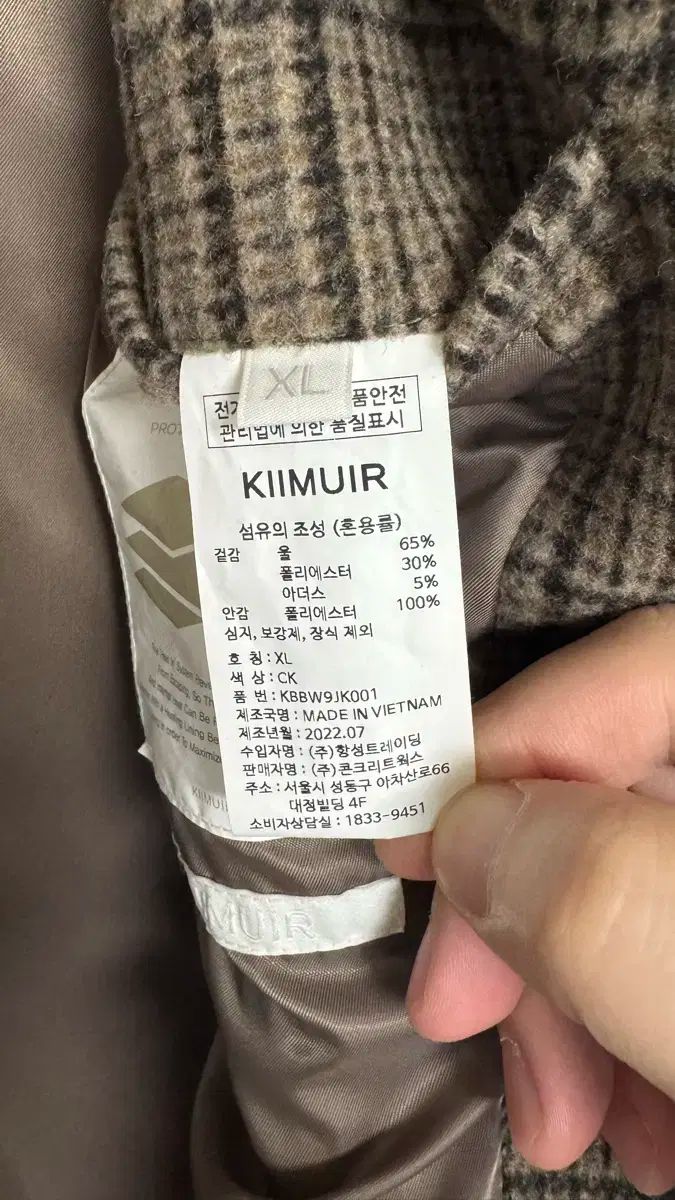 XL
전기 품안전
관리법에 의한 품질표시
KIIMUIR
섬유의 조성 (혼용률)
겉감 울 65%
폴리에스터 30%
아더스 5%
안감 폴리에스터 100%
심지, 보강제, 장식 제외
호 칭 : XL
색 상 : CK
품 번 : KBBW9JK001
제조국명 : MADE IN VIETNAM
제조년월 : 2022.07
수입자명 : (주)항성트레이딩
판매자명 : (주)콘크리트웍스
주소 : 서울시 성동구 아차산로66
대정빌딩 4F
소비자상담실 : 1833-9451
KIIMUIR